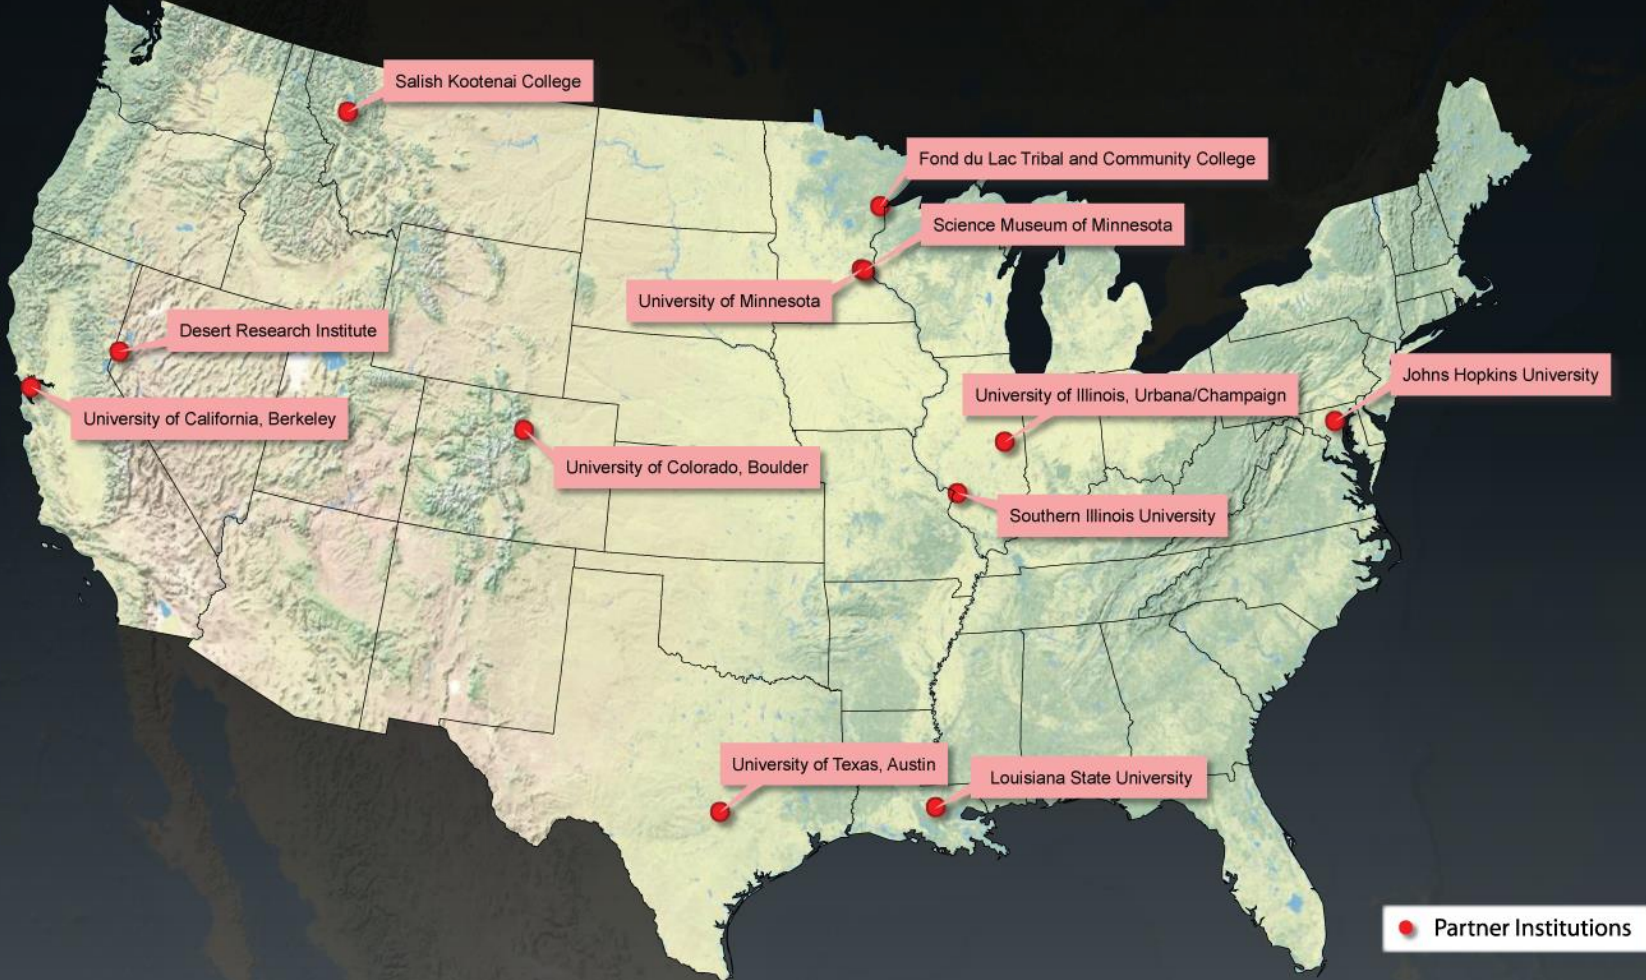 Salish Kootenai College
Fond du Lac Tribal and Community College
Science Museum of Minnesota
University of Minnesota
Desert Research Institute
Johns Hopkins University
University of Illinois, Urbana/Champaign
University of California, Berkeley
University of Colorado, Boulder
Southern Illinois University
University of Texas, Austin
Louisiana State University
Partner Institutions